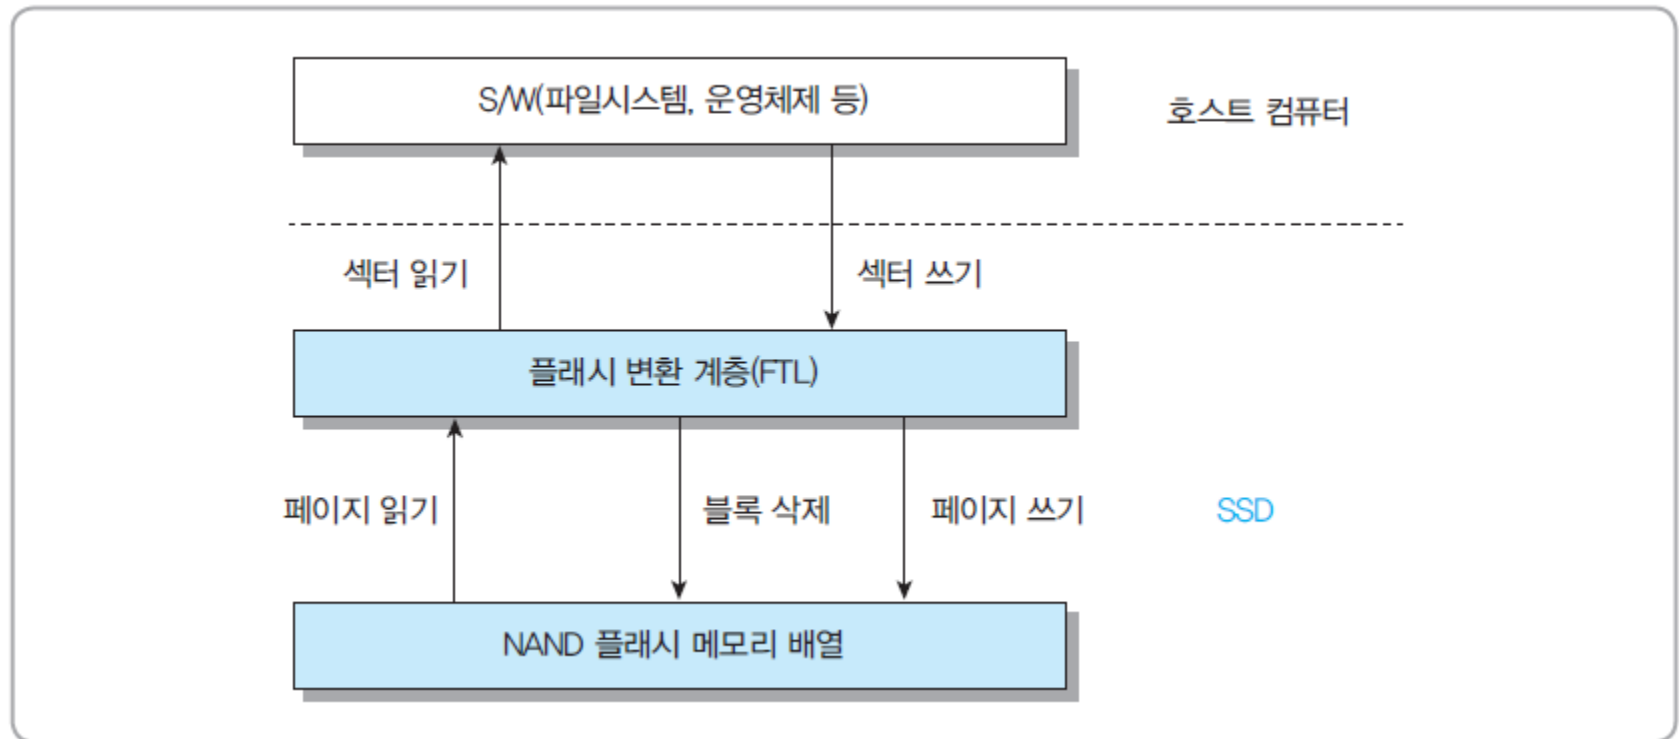 S/W(파일시스템, 운영체제 등)
호스트 컴퓨터
섹터 읽기
섹터 쓰기
플래시 변환 계층(FTL)
페이지 읽기
블록 삭제
페이지 쓰기
SSD
NAND 플래시 메모리 배열